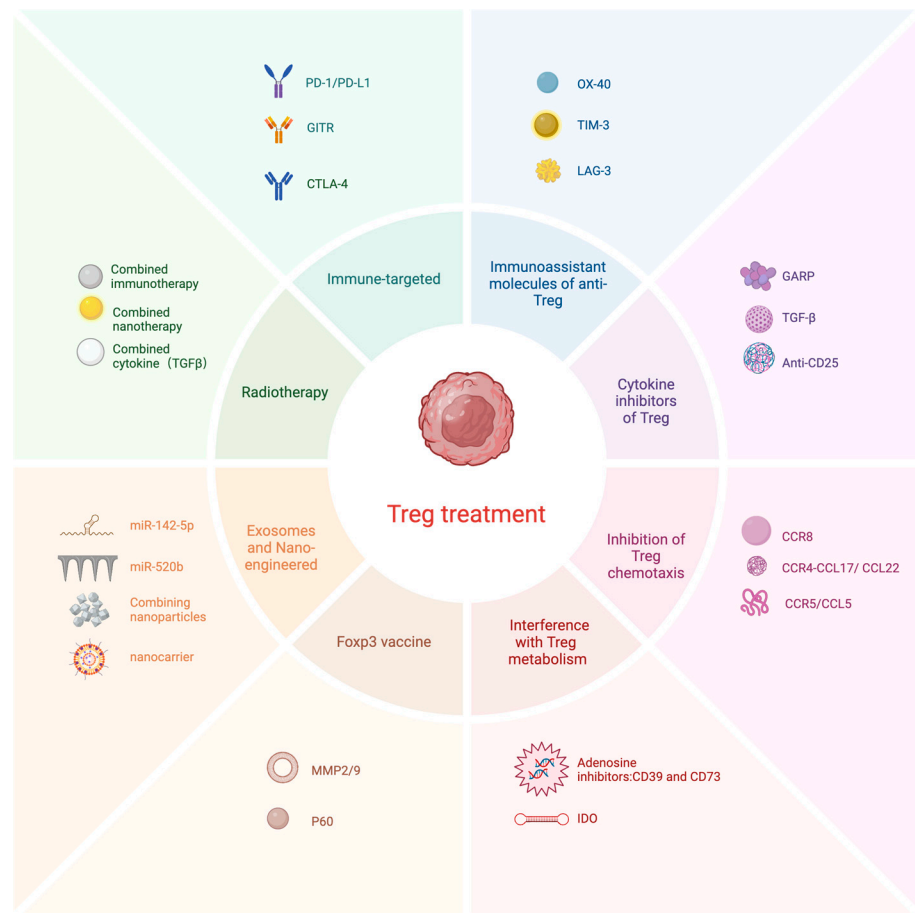 PD-1/PD-L1
GITR
CTLA-4
OX-40
TIM-3
LAG-3
Combined
immunotherapy
Combined
nanotherapy
Combined
cytokine（TGFβ）
Immune-targeted
Immunoassistant
molecules of anti-
Treg
GARP
TGF-β
Anti-CD25
Radiotherapy
Cytokine
inhibitors
of Treg
Treg treatment
miR-142-5p
miR-520b
Combining
nanoparticles
nanocarrier
Exosomes
and Nano-
engineered
Inhibition of
Treg
chemotaxis
CCR8
CCR4-CCL17/ CCL22
CCR5/CCL5
Foxp3 vaccine
Interference
with Treg
metabolism
MMP2/9
P60
Adenosine
inhibitors:CD39 and CD73
IDO